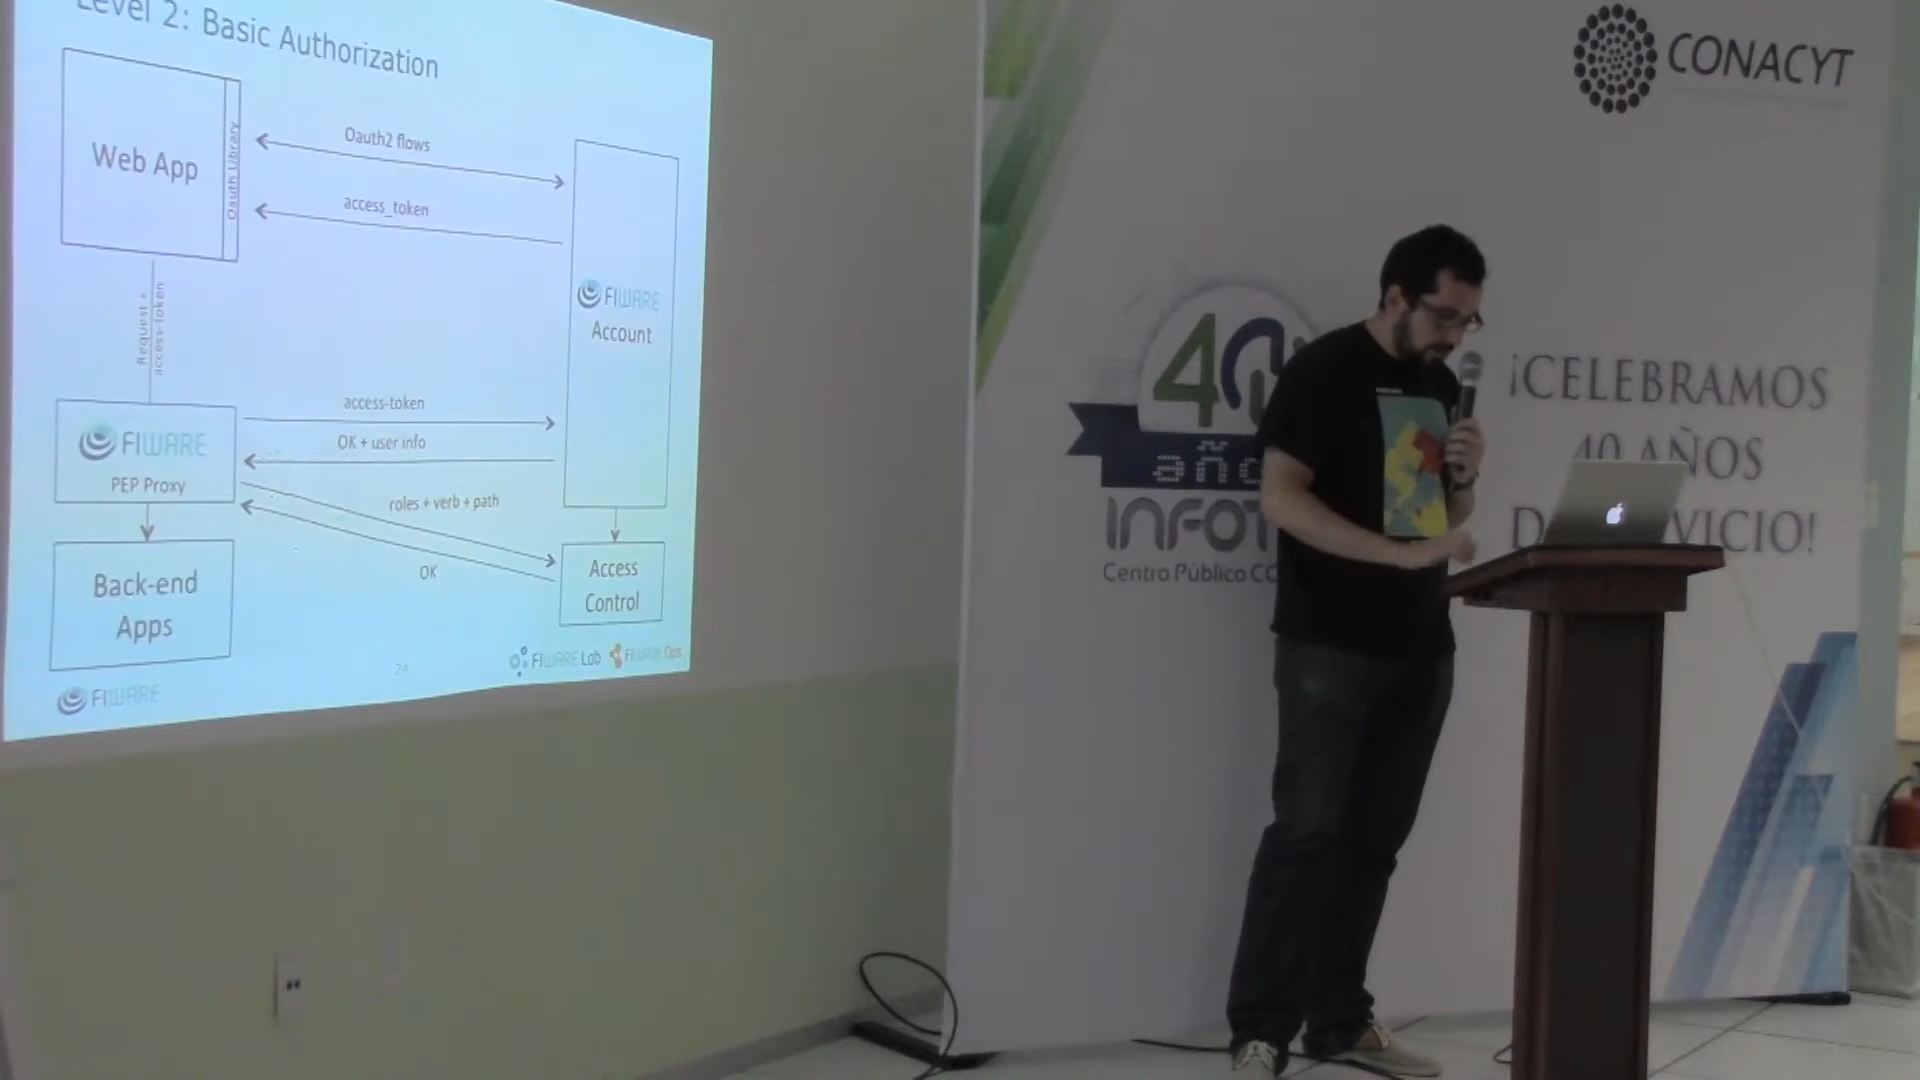 Level 2: Basic Authorization
Web App
Oauth Library
Oauth2 flows
access_token
Request +
access-token
FIWARE
Account
access-token
OK + user info
FIWARE
PEP Proxy
roles + verb + path
OK
Back-end
Apps
Access
Control
24
FIWARE Lab
FIWARE Ops
FIWARE
CONACYT
40
INFOT
Centro Público CO
¡CELEBRAMOS
40 AÑOS
D VICIO!